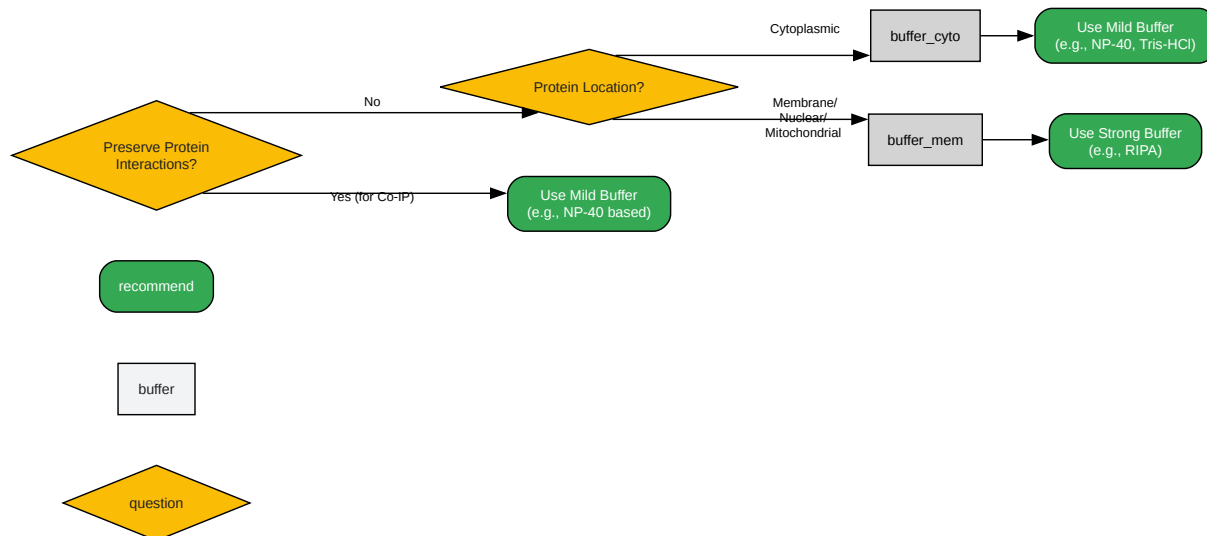 Cytoplasmic
buffer_cyto
Use Mild Buffer
(e.g., NP-40, Tris-HCl)
Protein Location?
No
Membrane/
Nuclear/
Mitochondrial
buffer_mem
Use Strong Buffer
(e.g., RIPA)
Preserve Protein
Interactions?
Yes (for Co-IP)
Use Mild Buffer
(e.g., NP-40 based)
recommend
buffer
question